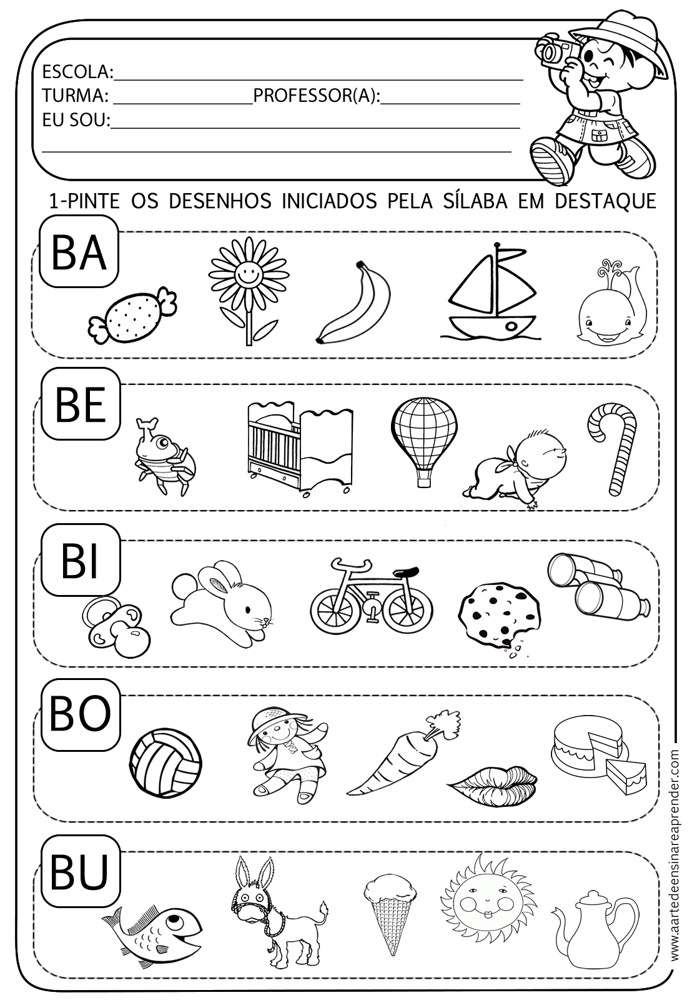 ESCOLA:
TURMA: PROFESSOR(A):
EU SOU:
1-PINTE OS DESENHOS INICIADOS PELA SÍLABA EM DESTAQUE
BA
BE
BI
BO
BU
www.aartedeensinareaprender.com